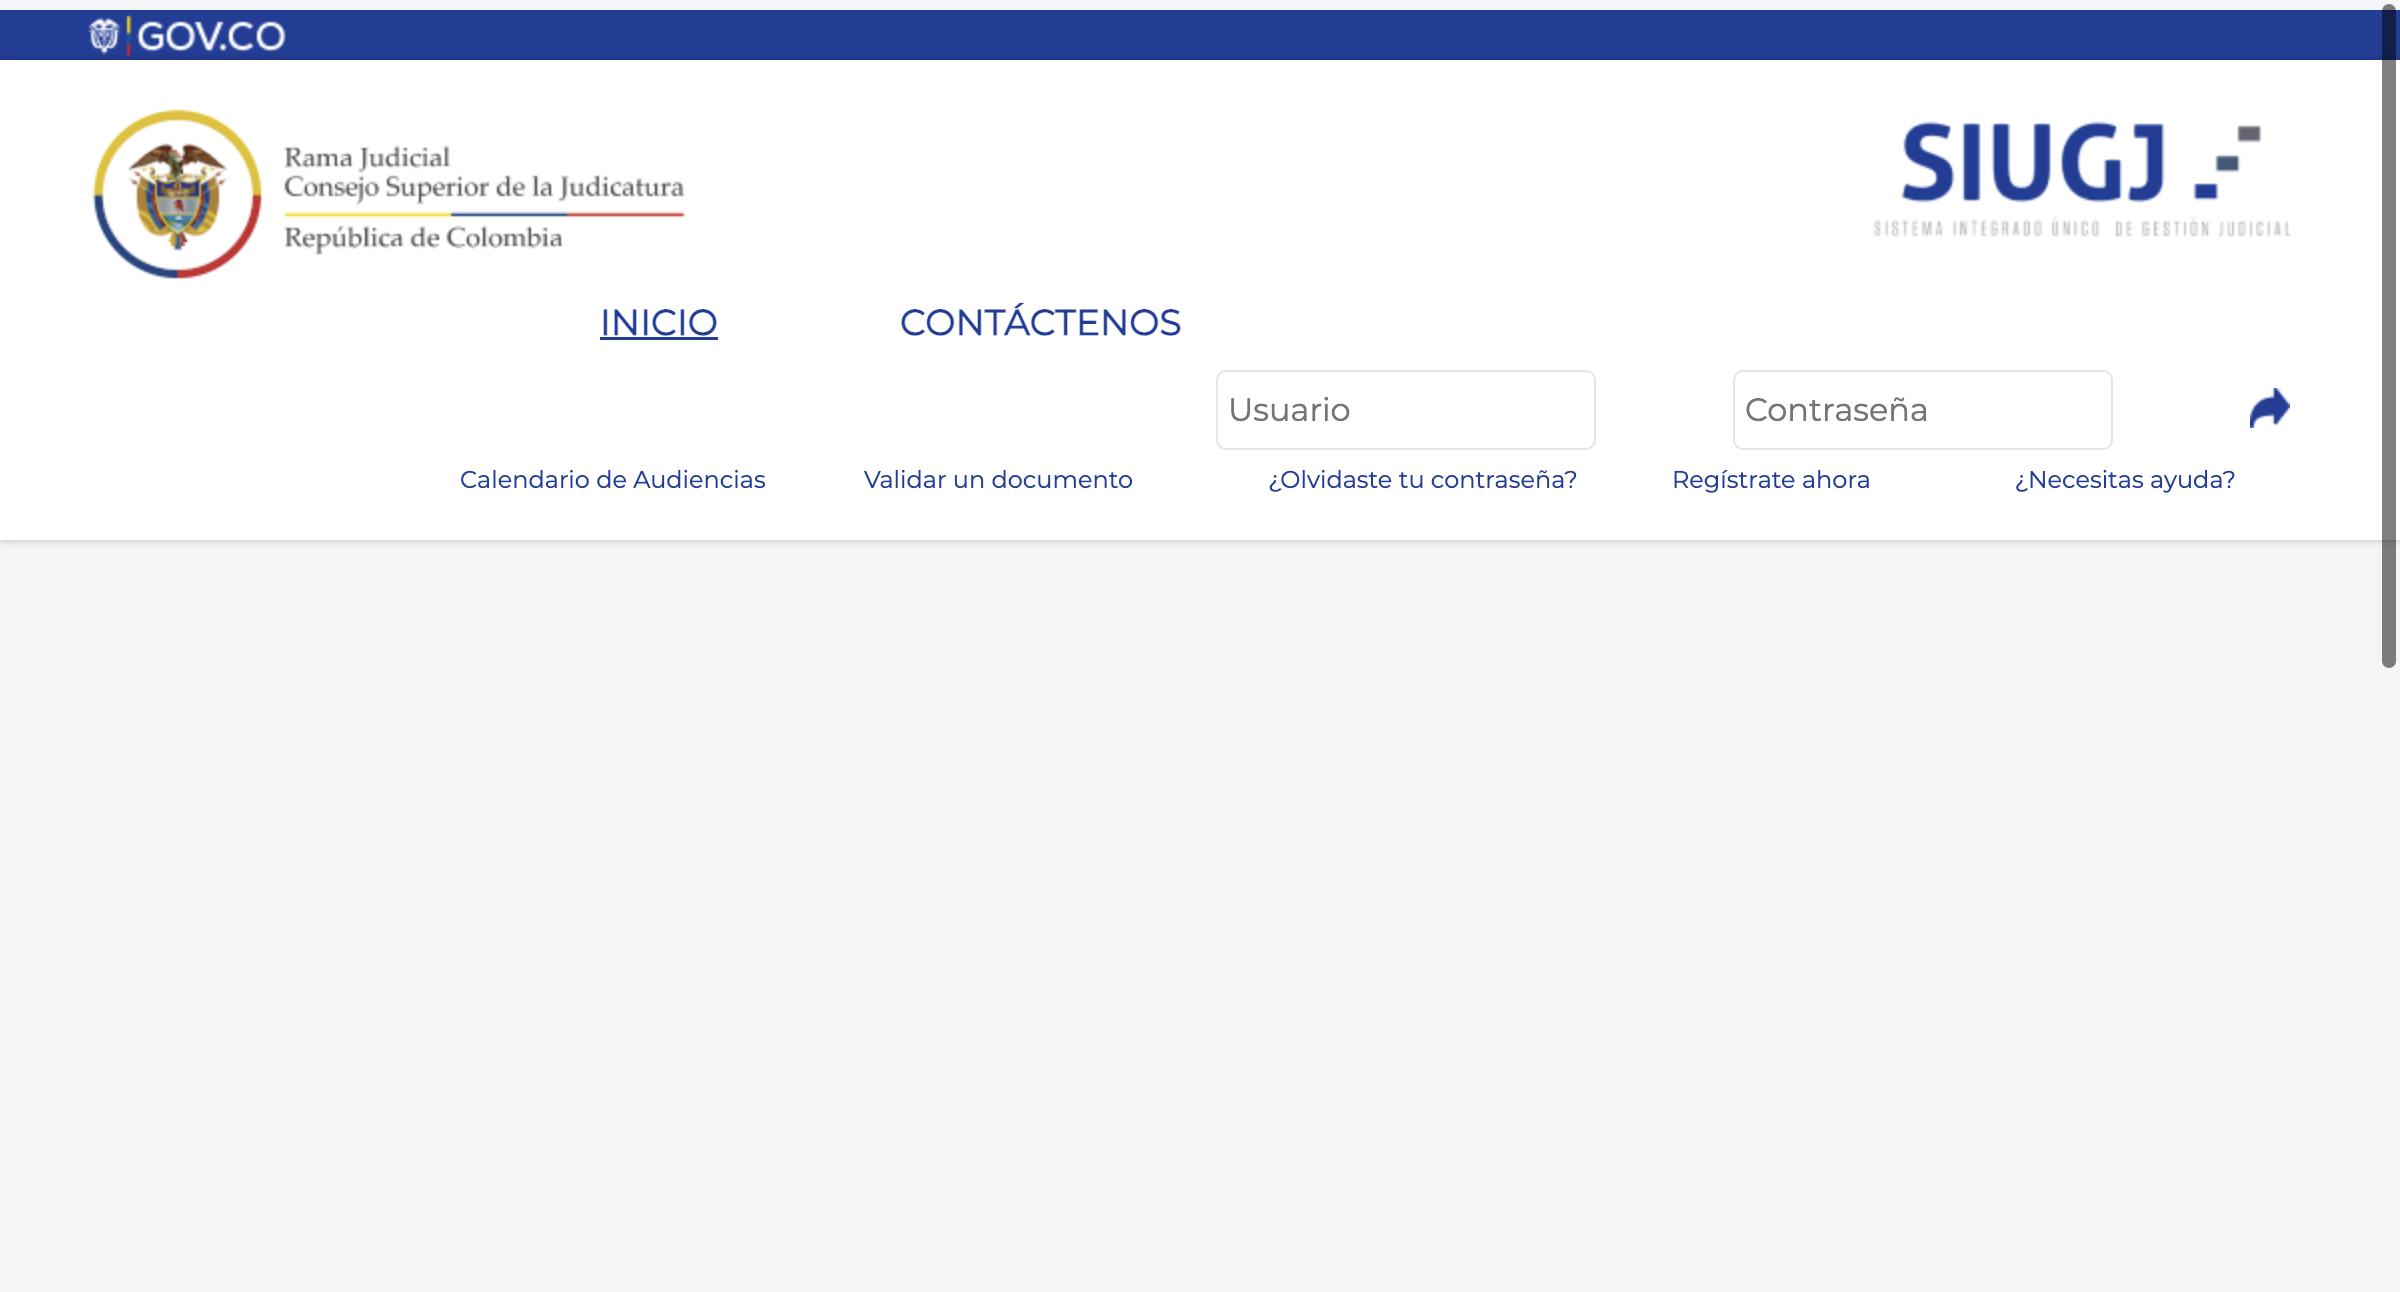 GOV.CO
Rama Judicial
Consejo Superior de la Judicatura
República de Colombia
SIUGJ
SISTEMA INTEGRADO ÚNICO DE GESTIÓN JUDICIAL
INICIO CONTÁCTENOS
Usuario Contraseña
Calendario de Audiencias Validar un documento ¿Olvidaste tu contraseña? Regístrate ahora ¿Necesitas ayuda?